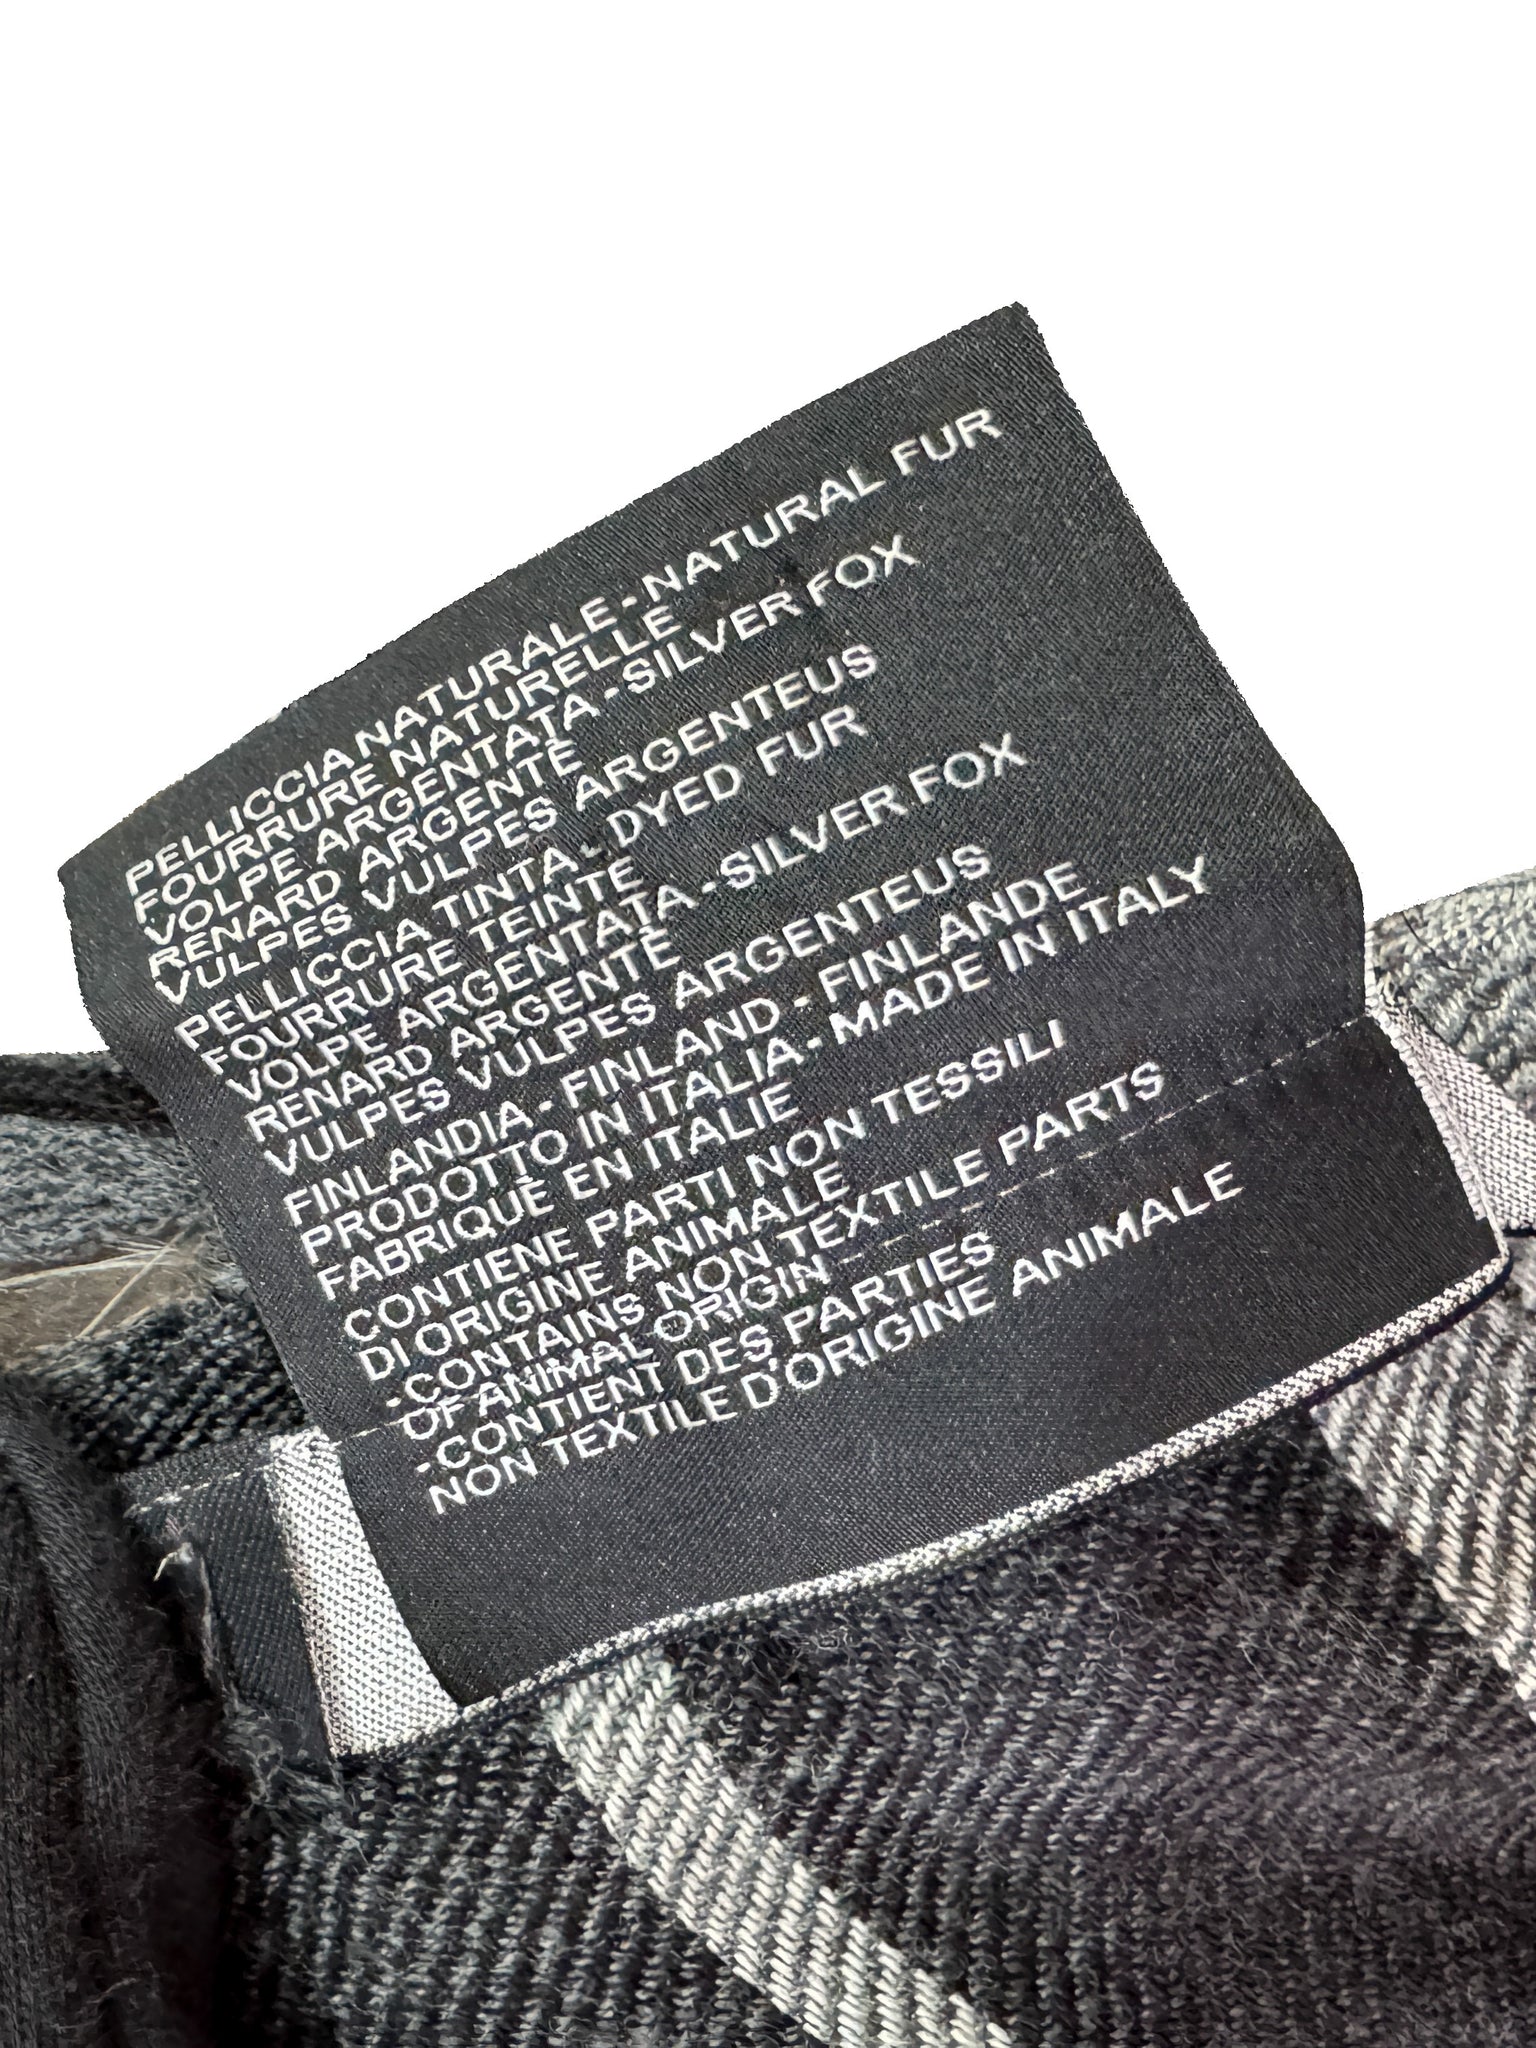 PELLICCIA NATURALE - NATURAL FUR
FOURRURE NATURELLE
VOLPE ARGENTATA - SILVER FOX
RENARD ARGENTÈ
VULPES VULPES ARGENTEUS
PELLICCIA TINTA - DYED FUR
FOURRURE TEINTE
VOLPE ARGENTATA - SILVER FOX
RENARD ARGENTÈ
VULPES VULPES ARGENTEUS
FINLANDIA - FINLAND - FINLANDE
PRODOTTO IN ITALIA - MADE IN ITALY
FABRIQUÈ EN ITALIE
CONTIENE PARTI NON TESSILI
DI ORIGINE ANIMALE
- CONTAINS NON TEXTILE PARTS
OF ANIMAL ORIGIN
- CONTIENT DES PARTIES
NON TEXTILE D'ORIGINE ANIMALE